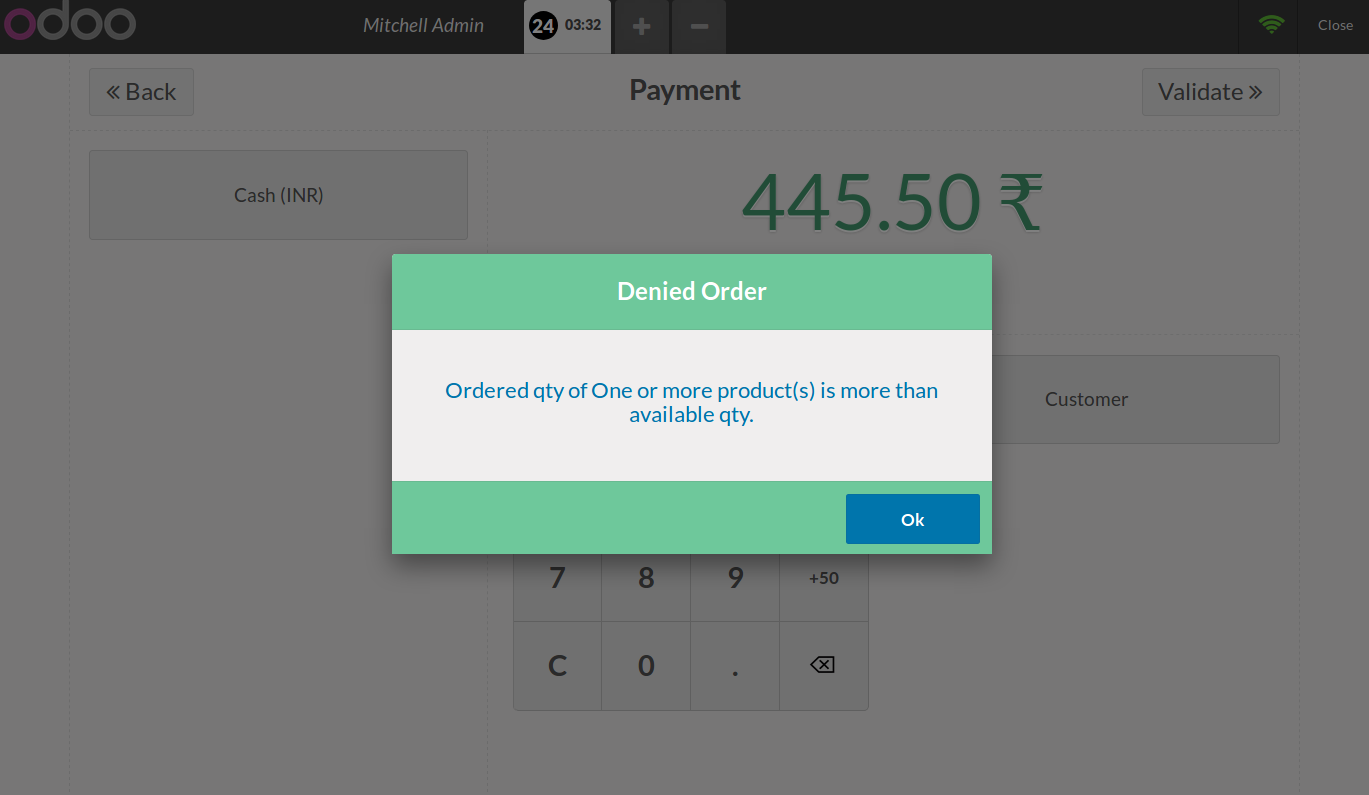 odoo
Mitchell Admin
24 03:32
+ −
Close
« Back
Payment
Validate »
Cash (INR)
445.50 ₹
Denied Order
Ordered qty of One or more product(s) is more than
available qty.
Customer
Ok
7 8 9 +50
C 0 .